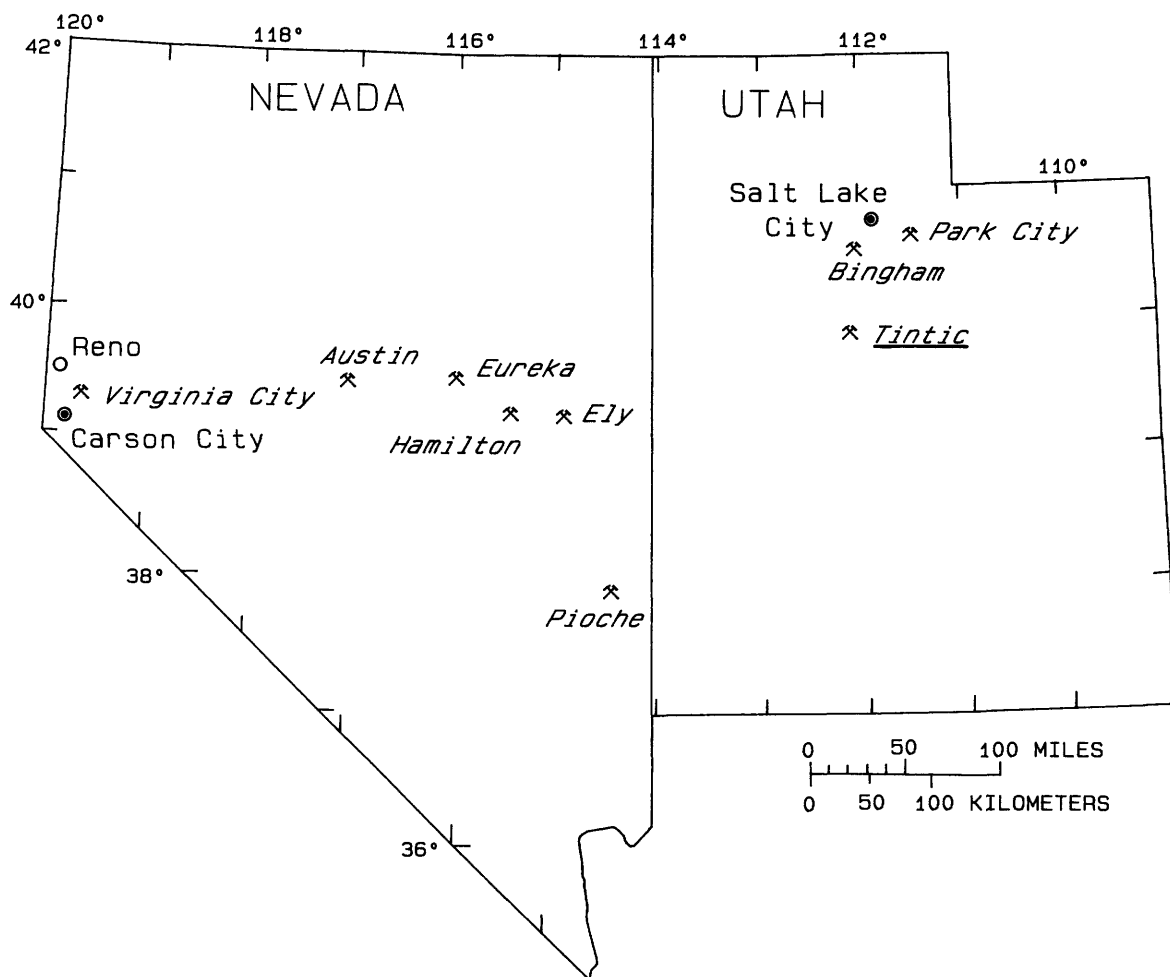 120°
42°
118°
116°
114°
112°
NEVADA
UTAH
110°
Salt Lake
City
Park City
Bingham
40°
Tintic
Reno
Austin
Eureka
Virginia City
Ely
Carson City
Hamilton
38°
Pioche
0 50 100 MILES
0 50 100 KILOMETERS
36°